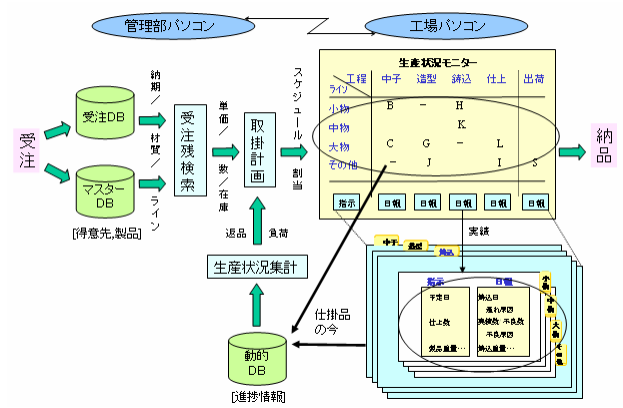 管理部パソコン
工場パソコン
生産状況モニター
工程 中子 造型 鋳込 仕上 出荷
ライン
小物 B － H
中物 K
大物 C G － L
その他 － J I S
指示 日報 日報 日報 日報 日報
受注
受注DB
マスターDB
[得意先,製品]
納期／材質／ライン
受注残検索
単価／数／在庫
取掛計画
スケジュール割当
納品
返品 負荷
生産状況集計
動的DB
[進捗情報]
仕掛品の今
実績
中子
造型
鋳込
小物
中物
大物
その他
指示 日報
予定日 鋳込日
遅れ原因
仕上数 実績数 不良数
不良原因
製品重量… 鋳込重量…